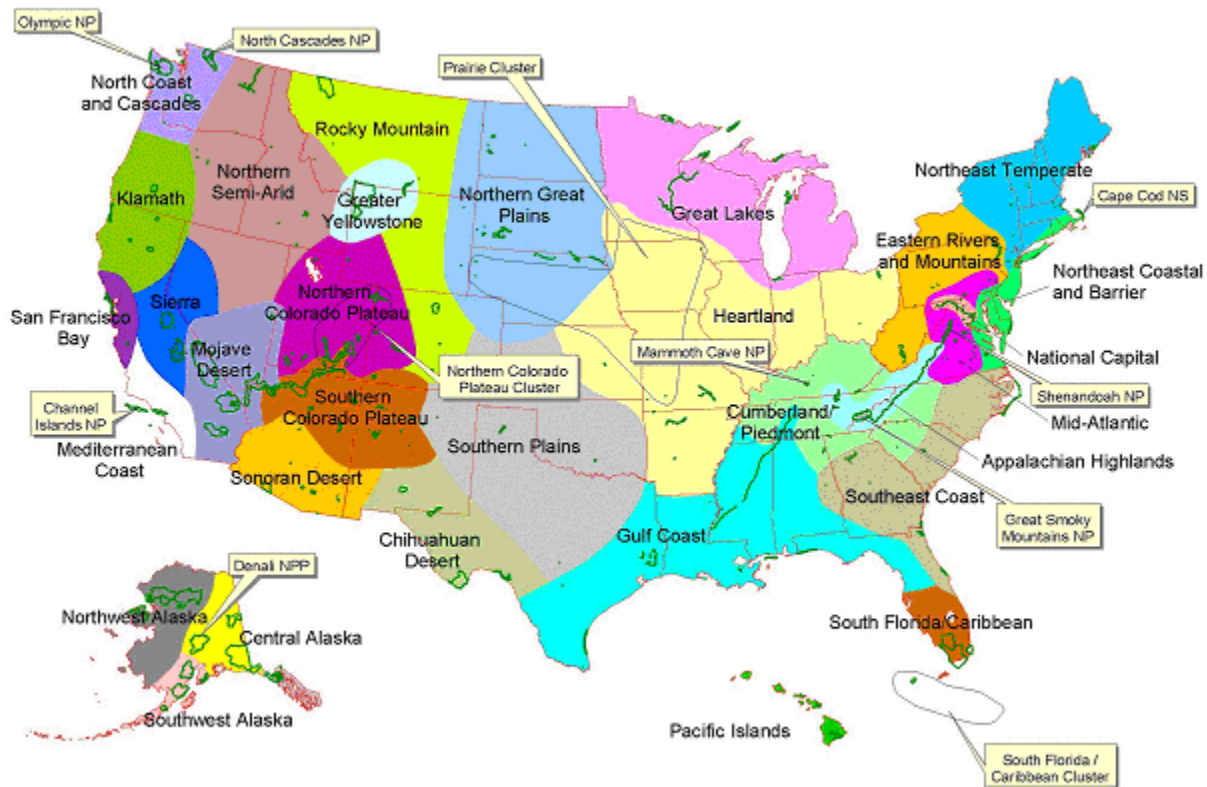 Olympic NP
North Cascades NP
North Coast
and Cascades
Prairie Cluster
Rocky Mountain
Northern
Semi-Arid
Klamath
Greater
Yellowstone
Northern Great
Plains
Great Lakes
Northeast Temperate
Cape Cod NS
Eastern Rivers
and Mountains
Northeast Coastal
and Barrier
Sierra
Northern
Colorado Plateau
San Francisco
Bay
Heartland
Mojave
Desert
Mammoth Cave NP
National Capital
Northern Colorado
Plateau Cluster
Shenandoah NP
Channel
Islands NP
Southern
Colorado Plateau
Cumberland/
Piedmont
Mid-Atlantic
Mediterranean
Coast
Southern Plains
Appalachian Highlands
Sonoran Desert
Southeast Coast
Great Smoky
Mountains NP
Chihuahuan
Desert
Gulf Coast
Denali NPP
Northwest Alaska
Central Alaska
South Florida/Caribbean
Southwest Alaska
Pacific Islands
South Florida /
Caribbean Cluster